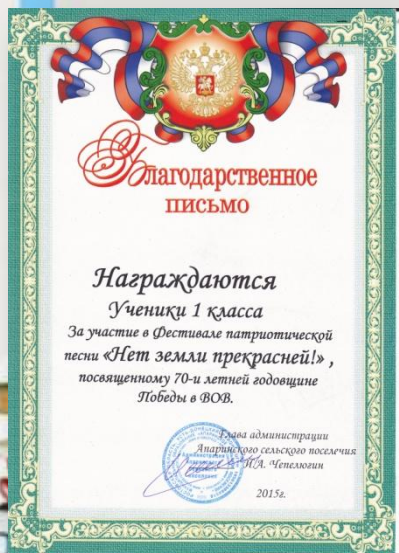 Благодарственное
письмо
Награждаются
Ученики 1 класса
За участие в Фестивале патриотической
песни «Нет земли прекрасней!» ,
посвященному 70-и летней годовщине
Победы в ВОВ.
Глава администрации
Апаринского сельского поселения
И.А. Чепелюгин
2015г.